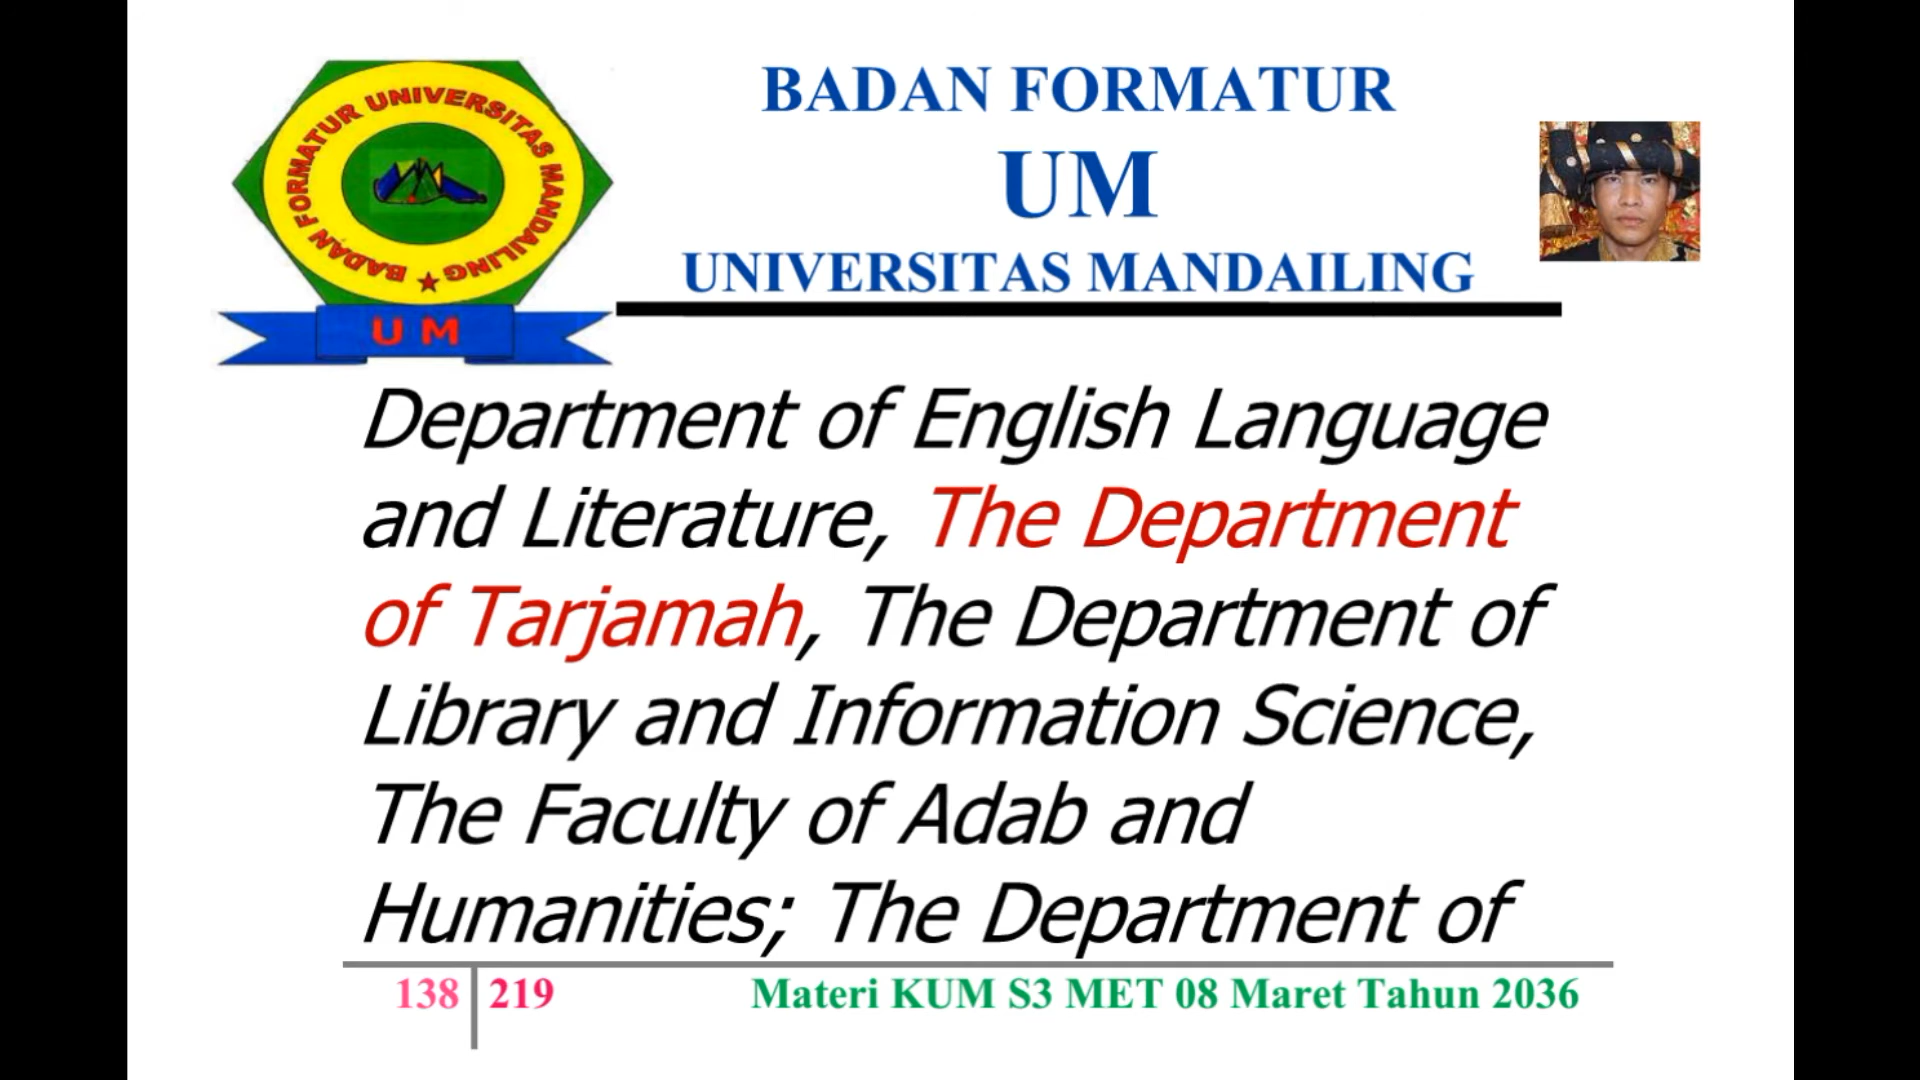 BADAN FORMATUR UNIVERSITAS MANDAILING
UM
BADAN FORMATUR
UM
UNIVERSITAS MANDAILING
Department of English Language
and Literature, The Department
of Tarjamah, The Department of
Library and Information Science,
The Faculty of Adab and
Humanities; The Department of
138 219 Materi KUM S3 MET 08 Maret Tahun 2036